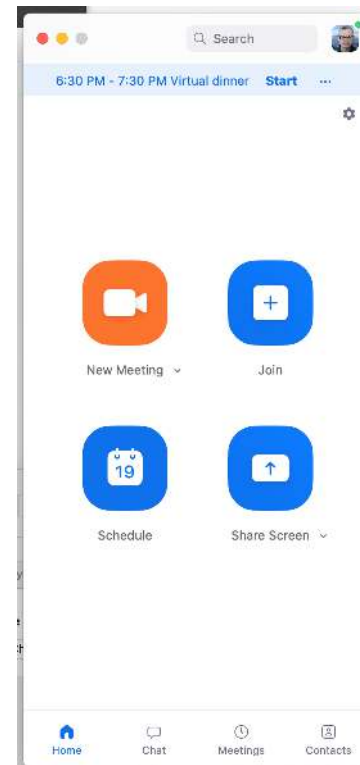 Search
6:30 PM - 7:30 PM Virtual dinner Start ...
New Meeting
Join
19
Schedule
Share Screen
Home
Chat
Meetings
Contacts